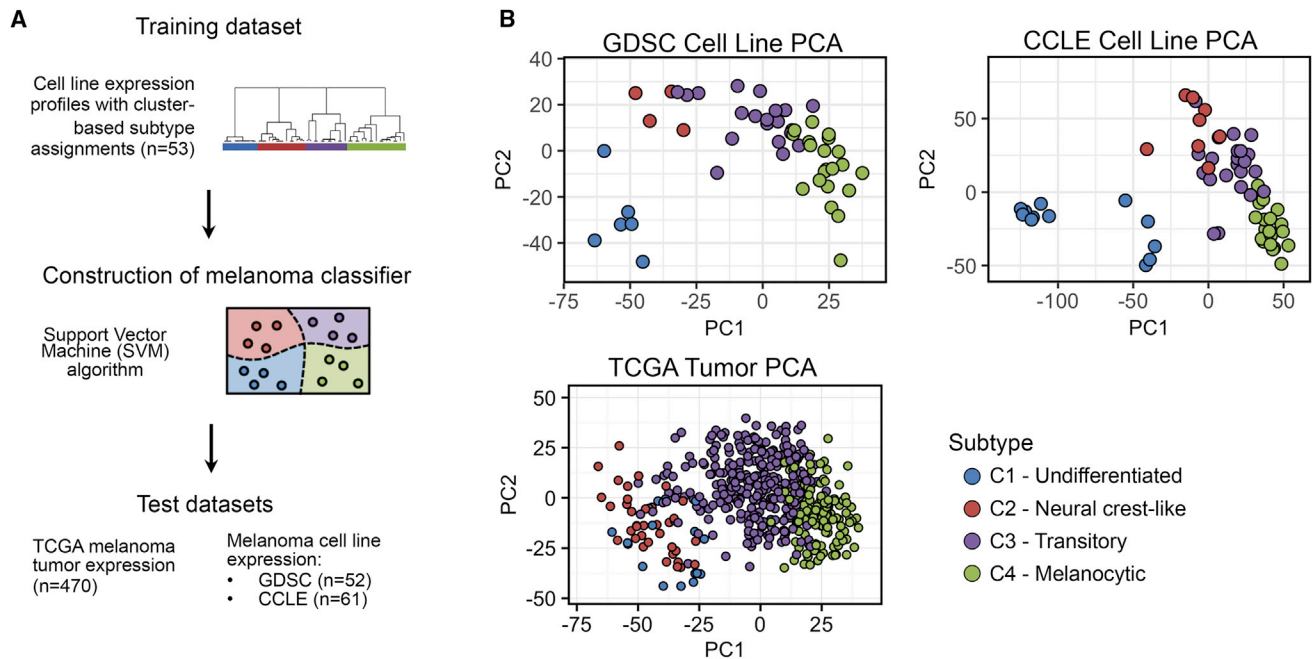 A
Training dataset
Cell line expression
profiles with cluster-
based subtype
assignments (n=53)
Construction of melanoma classifier
Support Vector
Machine (SVM)
algorithm
Test datasets
TCGA melanoma
tumor expression
(n=470)
Melanoma cell line
expression:
• GDSC (n=52)
• CCLE (n=61)
B
GDSC Cell Line PCA
40
20
0
-20
-40
PC2
-75 -50 -25 0 25
PC1
CCLE Cell Line PCA
50
0
-50
PC2
-100 -50 0 50
PC1
TCGA Tumor PCA
50
25
0
-25
-50
PC2
-75 -50 -25 0 25
PC1
Subtype
C1 - Undifferentiated
C2 - Neural crest-like
C3 - Transitory
C4 - Melanocytic